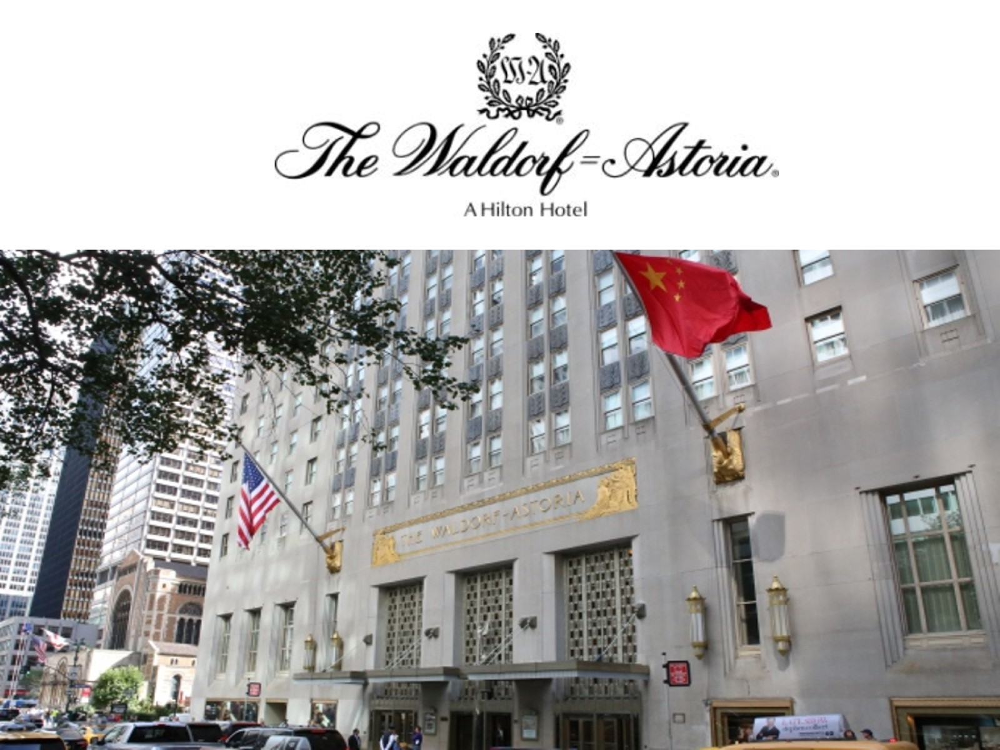 W-A
The Waldorf=Astoria®
A Hilton Hotel
THE WALDORF-ASTORIA